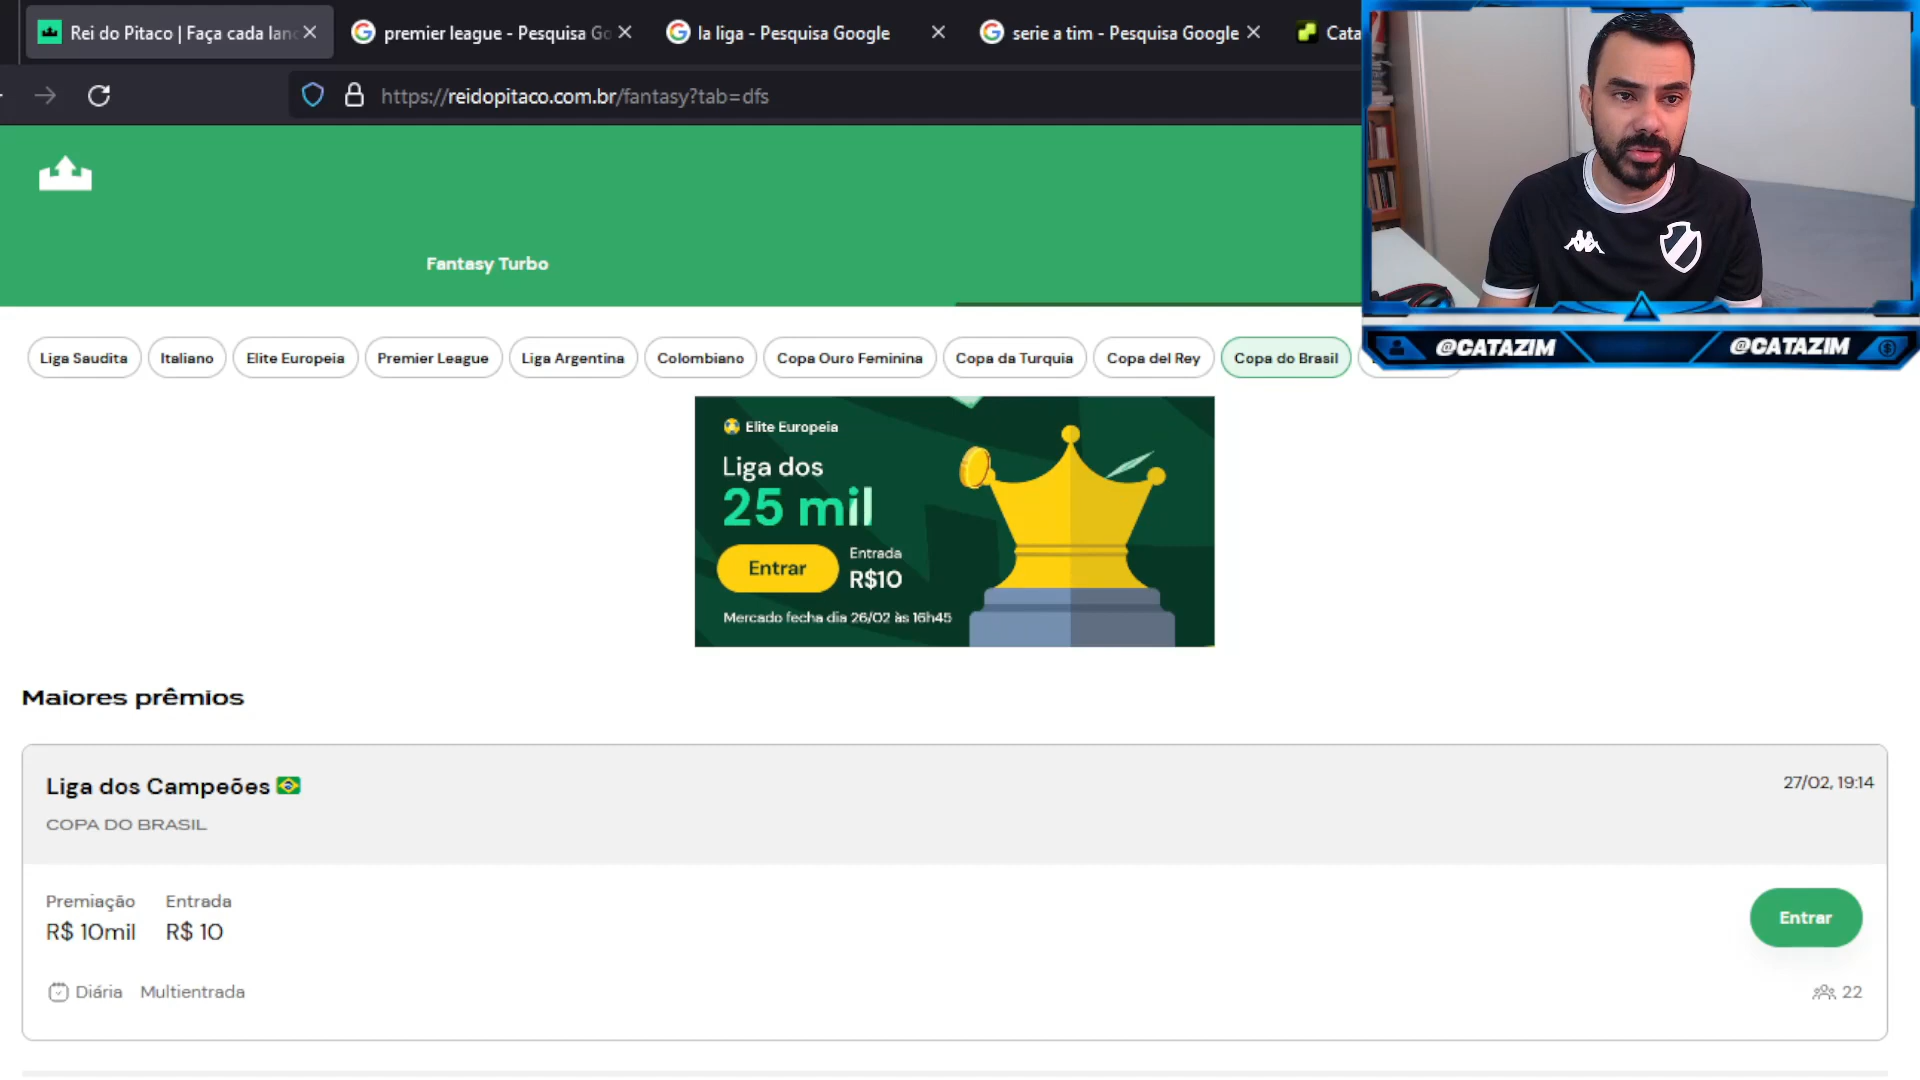 Rei do Pitaco | Faça cada lanc
premier league - Pesquisa Go
la liga - Pesquisa Google
serie a tim - Pesquisa Google
Cata
https://reidopitaco.com.br/fantasy?tab=dfs
Fantasy Turbo
Liga Saudita
Italiano
Elite Europeia
Premier League
Liga Argentina
Colombiano
Copa Ouro Feminina
Copa da Turquia
Copa del Rey
Copa do Brasil
@CATAZIM
@CATAZIM
Elite Europeia
Liga dos
25 mil
Entrar
Entrada
R$10
Mercado fecha dia 26/02 às 16h45
Maiores prêmios
Liga dos Campeões
27/02, 19:14
COPA DO BRASIL
Premiação
Entrada
R$ 10mil
R$ 10
Entrar
Diária
Multientrada
22